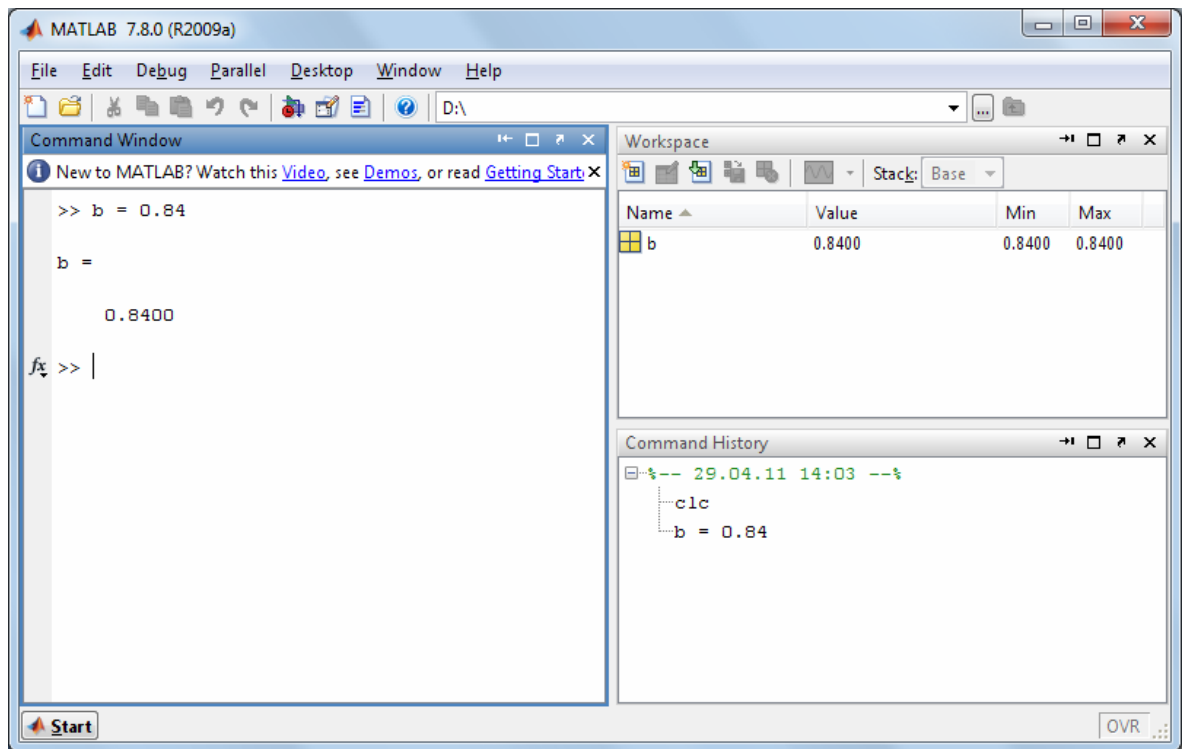 MATLAB 7.8.0 (R2009a)
File Edit Debug Parallel Desktop Window Help
D:\
...
Command Window
New to MATLAB? Watch this Video, see Demos, or read Getting Start
>> b = 0.84
b =
0.8400
fx >>
Workspace
Stack: Base
Name Value Min Max
b 0.8400 0.8400 0.8400
Command History
%-- 29.04.11 14:03 --%
clc
b = 0.84
Start
OVR